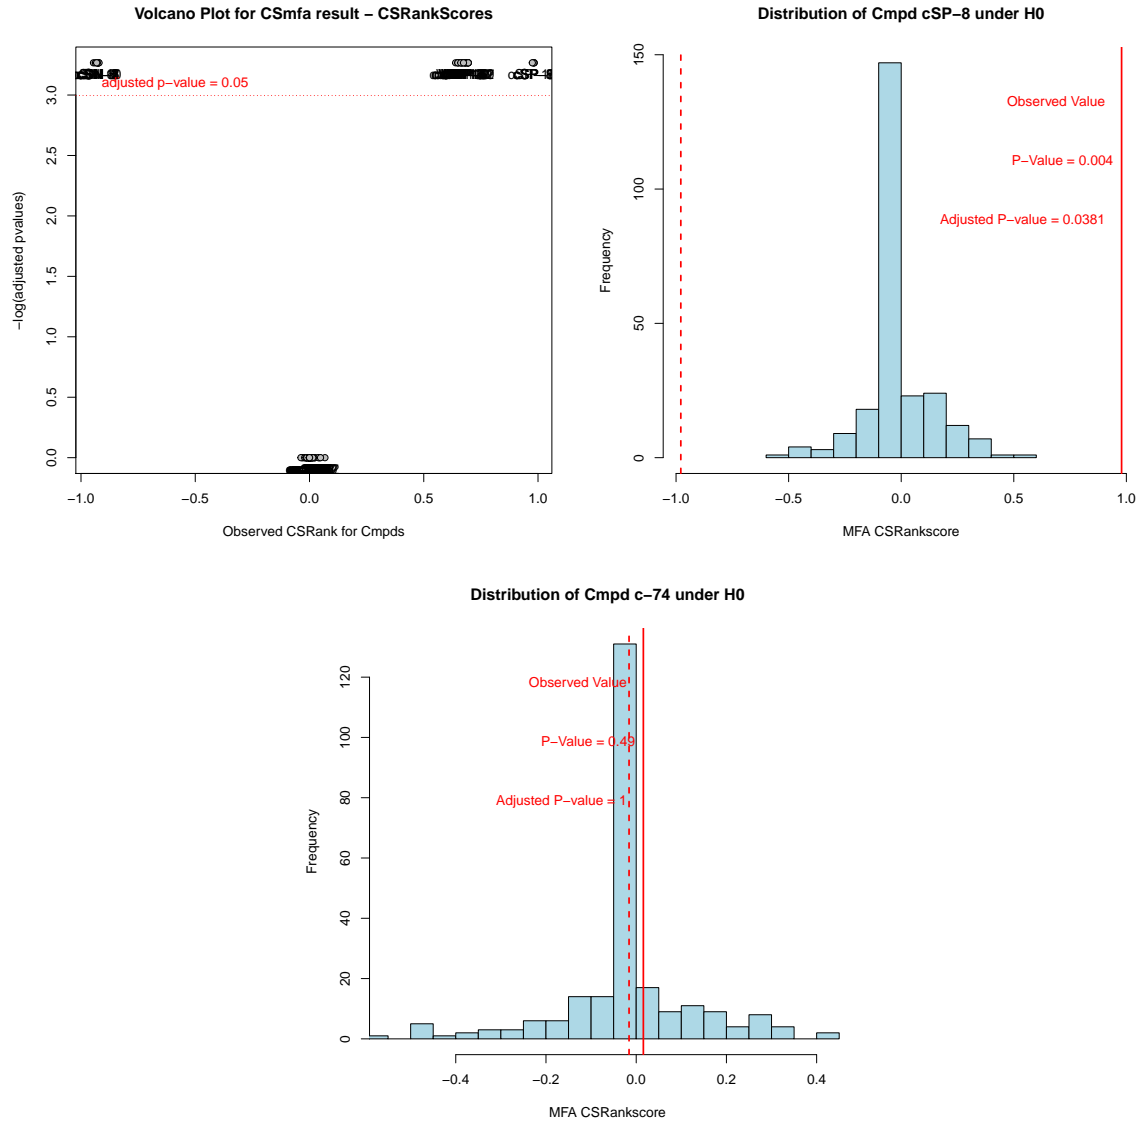 Volcano Plot for CSmfa result − CSRankScores
adjusted p−value = 0.05
−log(adjusted pvalues)
3.0
2.5
2.0
1.5
1.0
0.5
0.0
−1.0 −0.5 0.0 0.5 1.0
Observed CSRank for Cmpds
Distribution of Cmpd cSP−8 under H0
Observed Value
P−Value = 0.004
Adjusted P−value = 0.0381
Frequency
150
100
50
0
−1.0 −0.5 0.0 0.5 1.0
MFA CSRankscore
Distribution of Cmpd c−74 under H0
Observed Value
P−Value = 0.49
Adjusted P−value = 1
Frequency
120
100
80
60
40
20
0
−0.4 −0.2 0.0 0.2 0.4
MFA CSRankscore